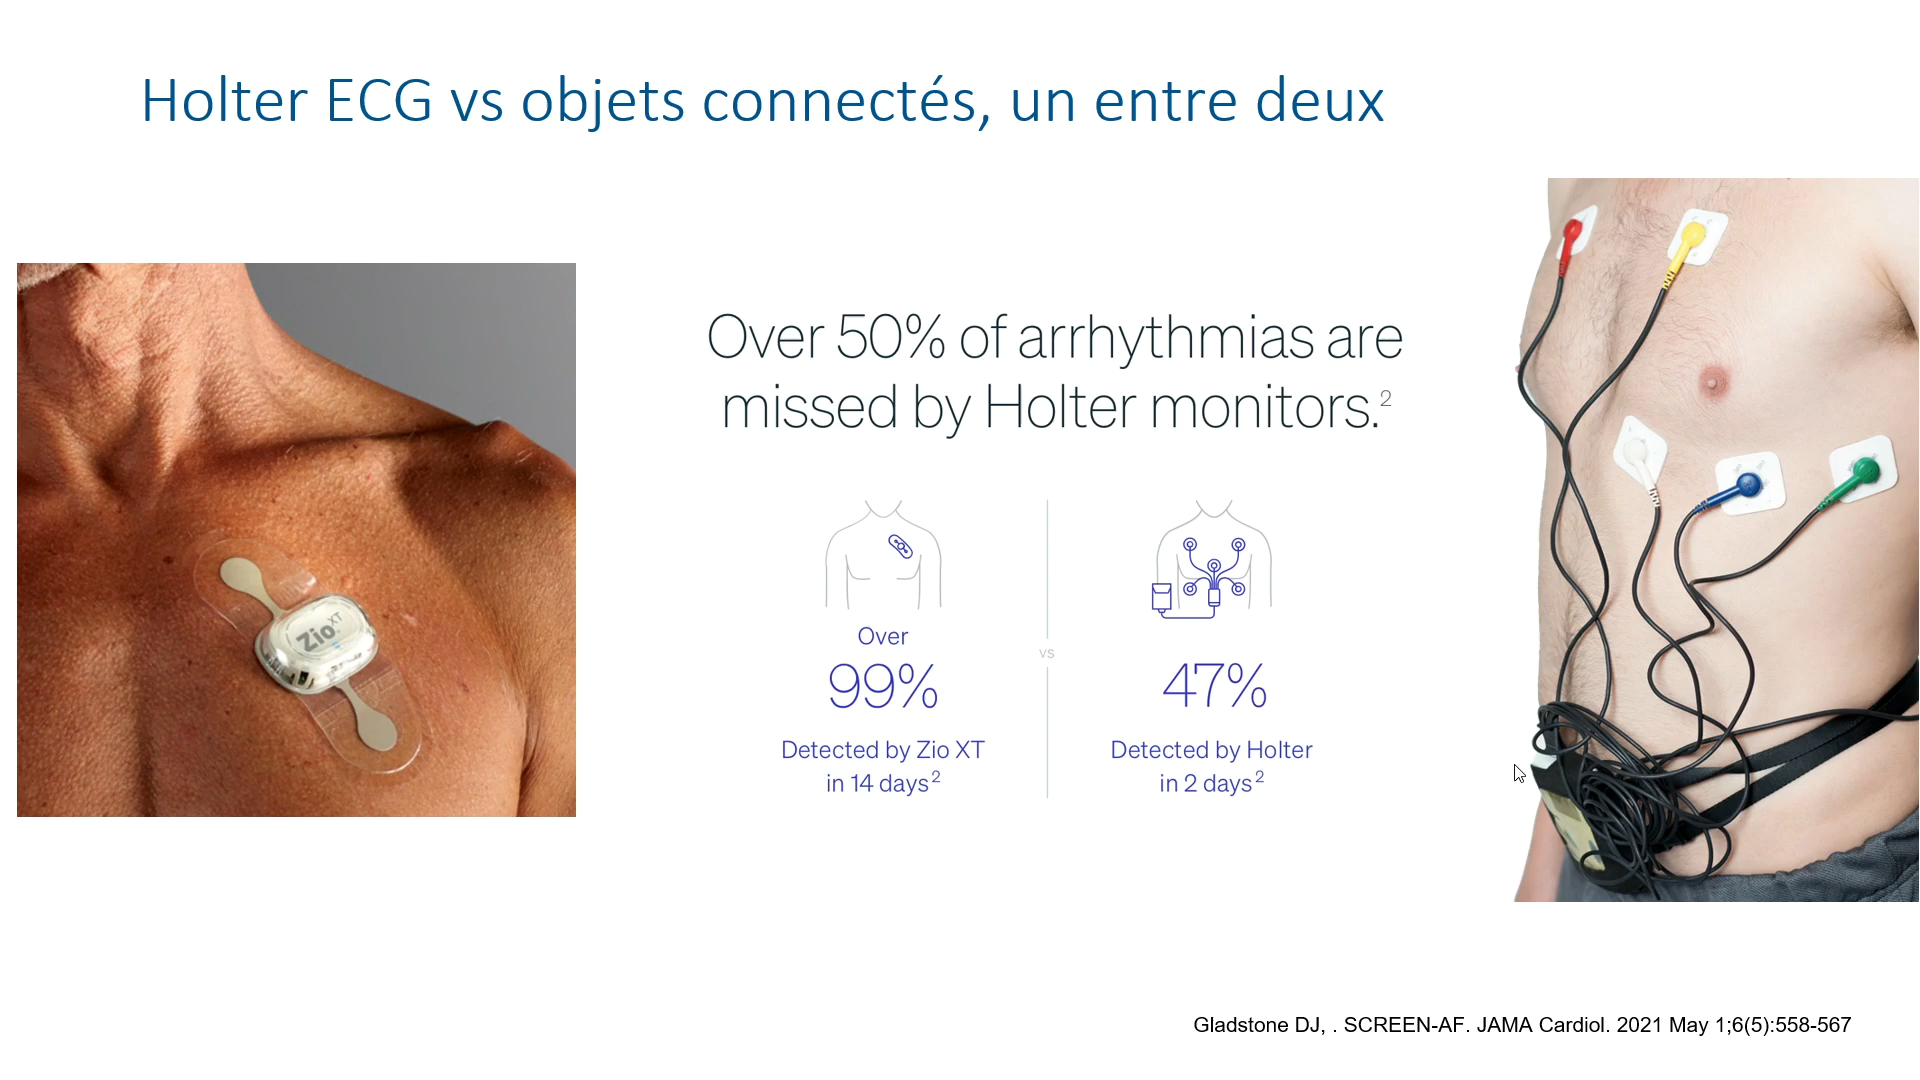 Holter ECG vs objets connectés, un entre deux
Over 50% of arrhythmias are
missed by Holter monitors.2
Zio XT
Over
99%
Detected by Zio XT
in 14 days2
vs
47%
Detected by Holter
in 2 days2
Gladstone DJ, . SCREEN-AF. JAMA Cardiol. 2021 May 1;6(5):558-567